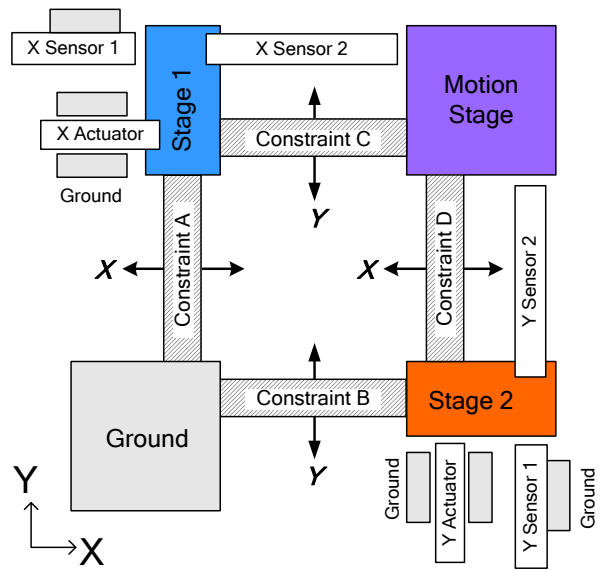 X Sensor 1
Stage 1
X Sensor 2
Motion
Stage
X Actuator
Constraint C
Ground
Y
Constraint A
Constraint D
Y Sensor 2
X
X
Constraint B
Stage 2
Ground
Y
Ground
Y Actuator
Y Sensor 1
Ground
Y
X